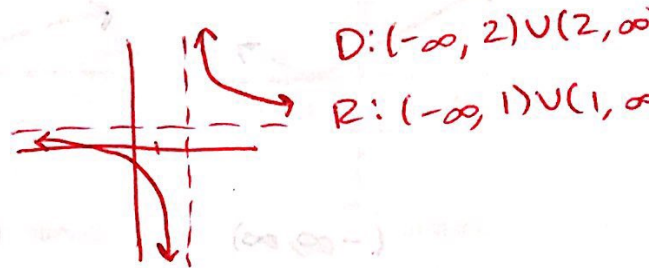 D: (-∞, 2)∪(2, ∞
R: (-∞, 1)∪(1, ∞